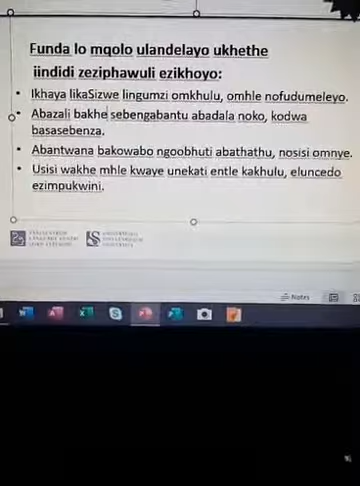 Funda lo mqolo ulandelayo ukhethe
iindidi zeziphawuli ezikhoyo:
• Ikhaya likaSizwe lingumzi omkhulu, omhle nofudumeleyo.
• Abazali bakhe sebengabantu abadala noko, kodwa
basasebenza.
• Abantwana bakowabo ngoobhuti abathathu, nosisi omnye.
• Usisi wakhe mhle kwaye unekati entle kakhulu, eluncedo
ezimpukwini.
Notes